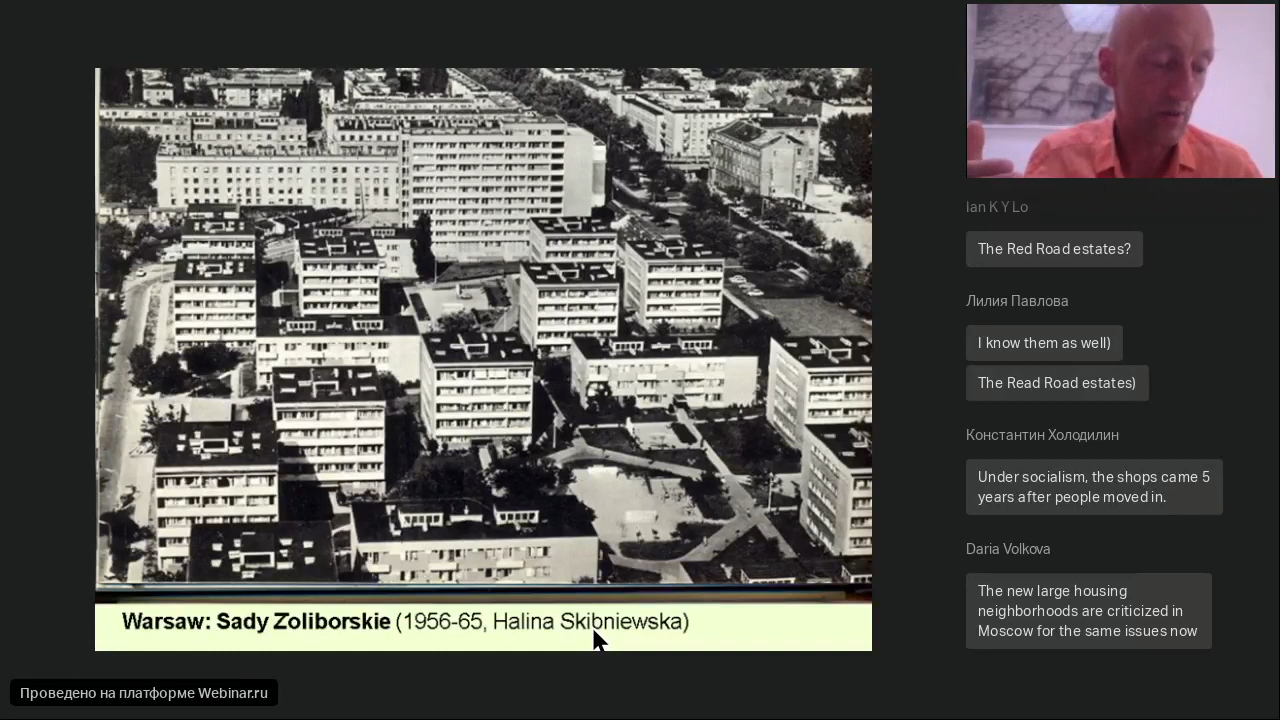 Warsaw: Sady Zoliborskie (1956-65, Halina Skibniewska)
Ian K Y Lo
The Red Road estates?
Лилия Павлова
I know them as well)
The Read Road estates)
Константин Холодилин
Under socialism, the shops came 5
years after people moved in.
Daria Volkova
The new large housing
neighborhoods are criticized in
Moscow for the same issues now
Проведено на платформе Webinar.ru